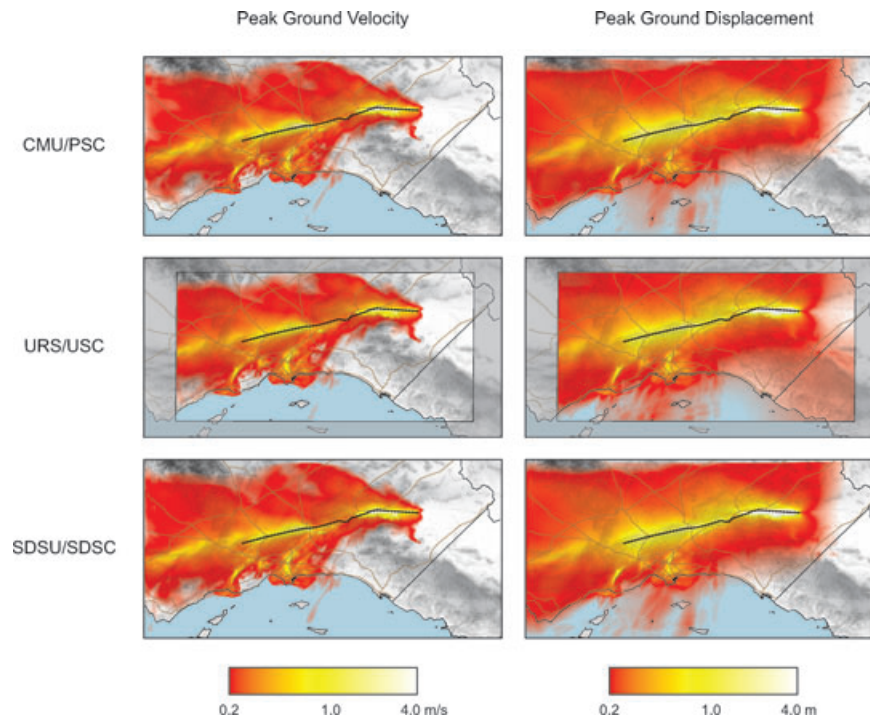 Peak Ground Velocity
Peak Ground Displacement
CMU/PSC
URS/USC
SDSU/SDSC
0.2 1.0 4.0 m/s
0.2 1.0 4.0 m